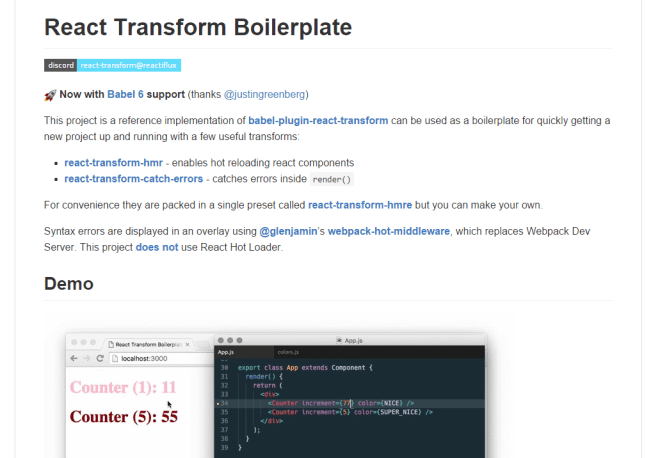 React Transform Boilerplate
discord react-transform@reactiflux
🚀 Now with Babel 6 support (thanks @justingreenberg)
This project is a reference implementation of babel-plugin-react-transform can be used as a boilerplate for quickly getting a
new project up and running with a few useful transforms:
• react-transform-hmr - enables hot reloading react components
• react-transform-catch-errors - catches errors inside render()
For convenience they are packed in a single preset called react-transform-hmre but you can make your own.
Syntax errors are displayed in an overlay using @glenjamin's webpack-hot-middleware, which replaces Webpack Dev
Server. This project does not use React Hot Loader.
Demo
React Transform Boilerplat
localhost:3000
Counter (1): 11
Counter (5): 55
App.js
App.js colors.js
30 export class App extends Component {
31 render() {
32 return (
33 <div>
34 <Counter increment={77} color={NICE} />
35 <Counter increment={5} color={SUPER_NICE} />
36 </div>
37 );
38 }
39 }